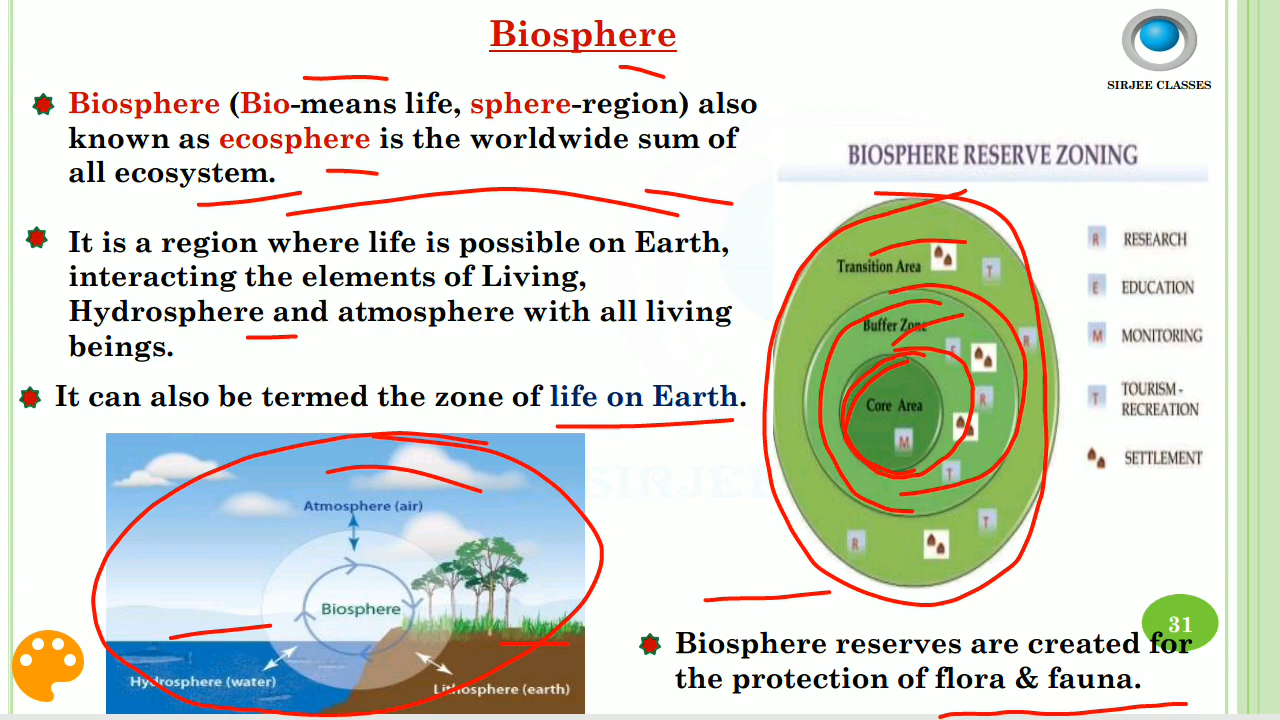 Biosphere
SIRJEE CLASSES
Biosphere (Bio-means life, sphere-region) also
known as ecosphere is the worldwide sum of
all ecosystem.
It is a region where life is possible on Earth,
interacting the elements of Living,
Hydrosphere and atmosphere with all living
beings.
It can also be termed the zone of life on Earth.
Atmosphere (air)
Biosphere
Hydrosphere (water)
Lithosphere (earth)
BIOSPHERE RESERVE ZONING
Transition Area
T
Buffer Zone
E
R
Core Area
R
M
T
T
R
R RESEARCH
E EDUCATION
M MONITORING
T TOURISM -
RECREATION
SETTLEMENT
SIRJEE
31
Biosphere reserves are created for
the protection of flora & fauna.